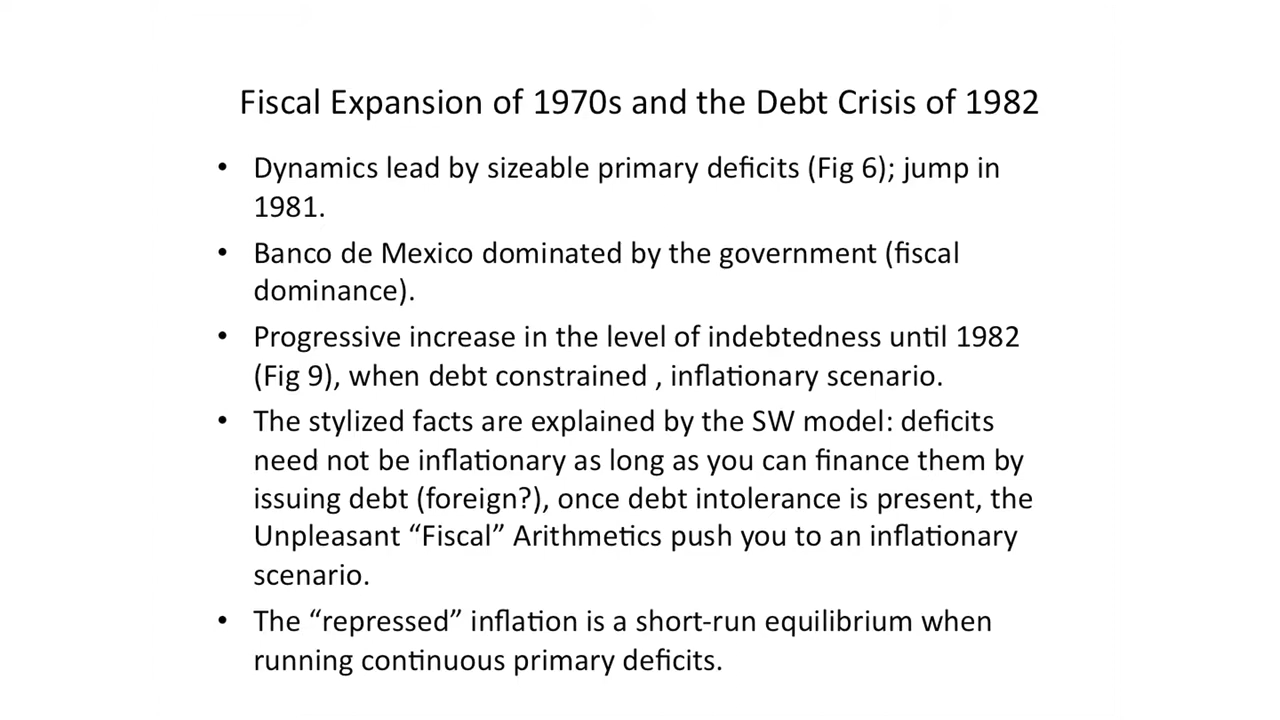 Fiscal Expansion of 1970s and the Debt Crisis of 1982
• Dynamics lead by sizeable primary deficits (Fig 6); jump in
1981.
• Banco de Mexico dominated by the government (fiscal
dominance).
• Progressive increase in the level of indebtedness until 1982
(Fig 9), when debt constrained , inflationary scenario.
• The stylized facts are explained by the SW model: deficits
need not be inflationary as long as you can finance them by
issuing debt (foreign?), once debt intolerance is present, the
Unpleasant “Fiscal” Arithmetics push you to an inflationary
scenario.
• The “repressed” inflation is a short-run equilibrium when
running continuous primary deficits.